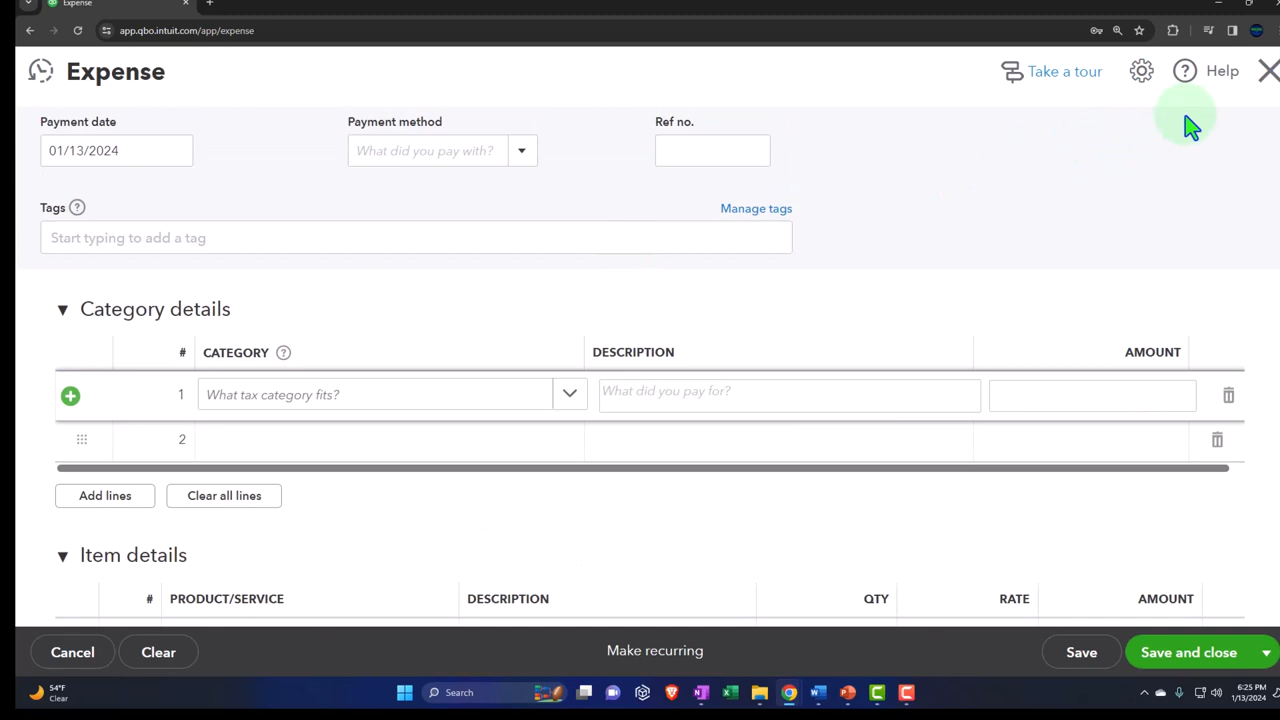 Expense
app.qbo.intuit.com/app/expense
Expense
Take a tour
Help
Payment date
Payment method
Ref no.
01/13/2024
What did you pay with?
Tags
Manage tags
Start typing to add a tag
Category details
# CATEGORY DESCRIPTION AMOUNT
1 What tax category fits? What did you pay for?
2
Add lines
Clear all lines
Item details
# PRODUCT/SERVICE DESCRIPTION QTY RATE AMOUNT
Cancel
Clear
Make recurring
Save
Save and close
54°F
Clear
Search
6:25 PM
1/13/2024